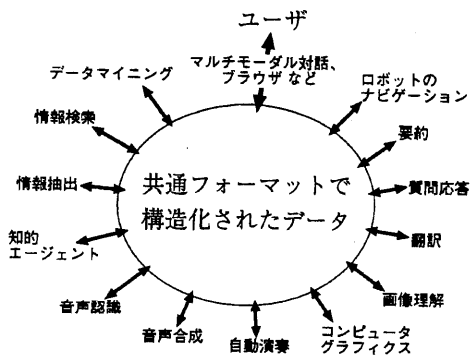 ユーザ
マルチモーダル対話、
ブラウザ など
データマイニング
ロボットの
ナビゲーション
情報検索
要約
情報抽出
質問応答
共通フォーマットで
構造化されたデータ
知的
エージェント
翻訳
音声認識
画像理解
音声合成
自動演奏
コンピュータ
グラフィクス